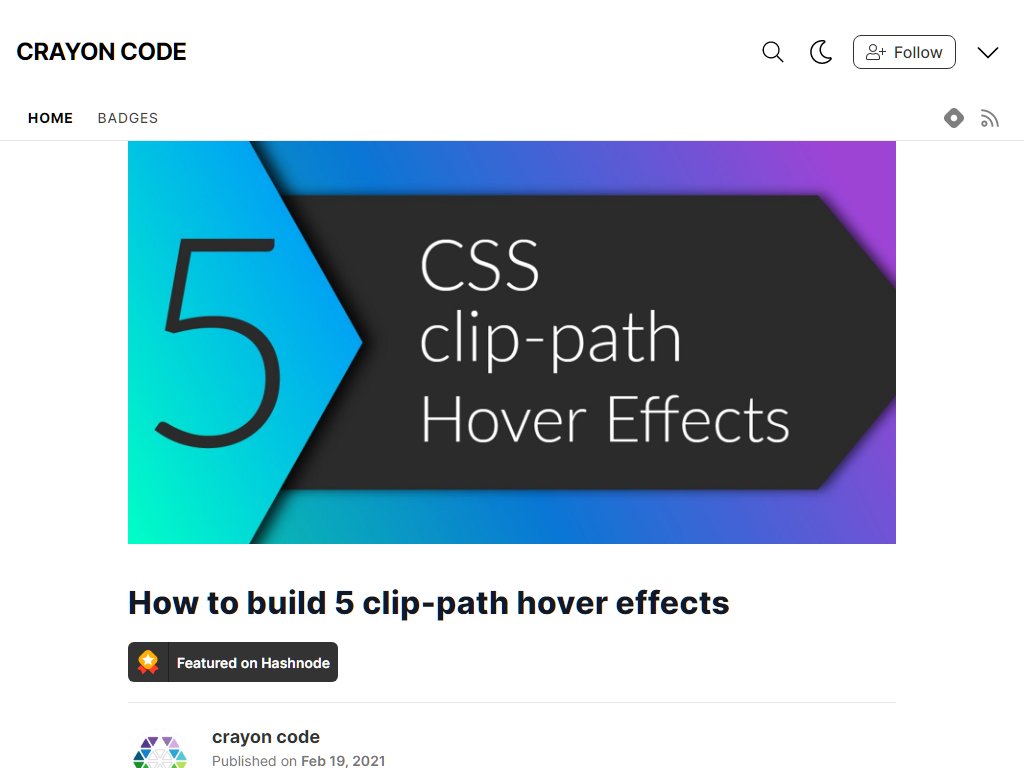 CRAYON CODE
Follow
HOME BADGES
5
CSS
clip-path
Hover Effects
How to build 5 clip-path hover effects
Featured on Hashnode
crayon code
Published on Feb 19, 2021